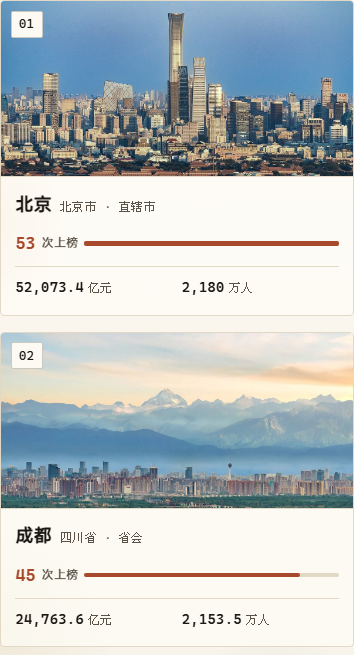 01
北京 北京市 · 直辖市
53 次上榜
52,073.4 亿元 2,180 万人
02
成都 四川省 · 省会
45 次上榜
24,763.6 亿元 2,153.5 万人